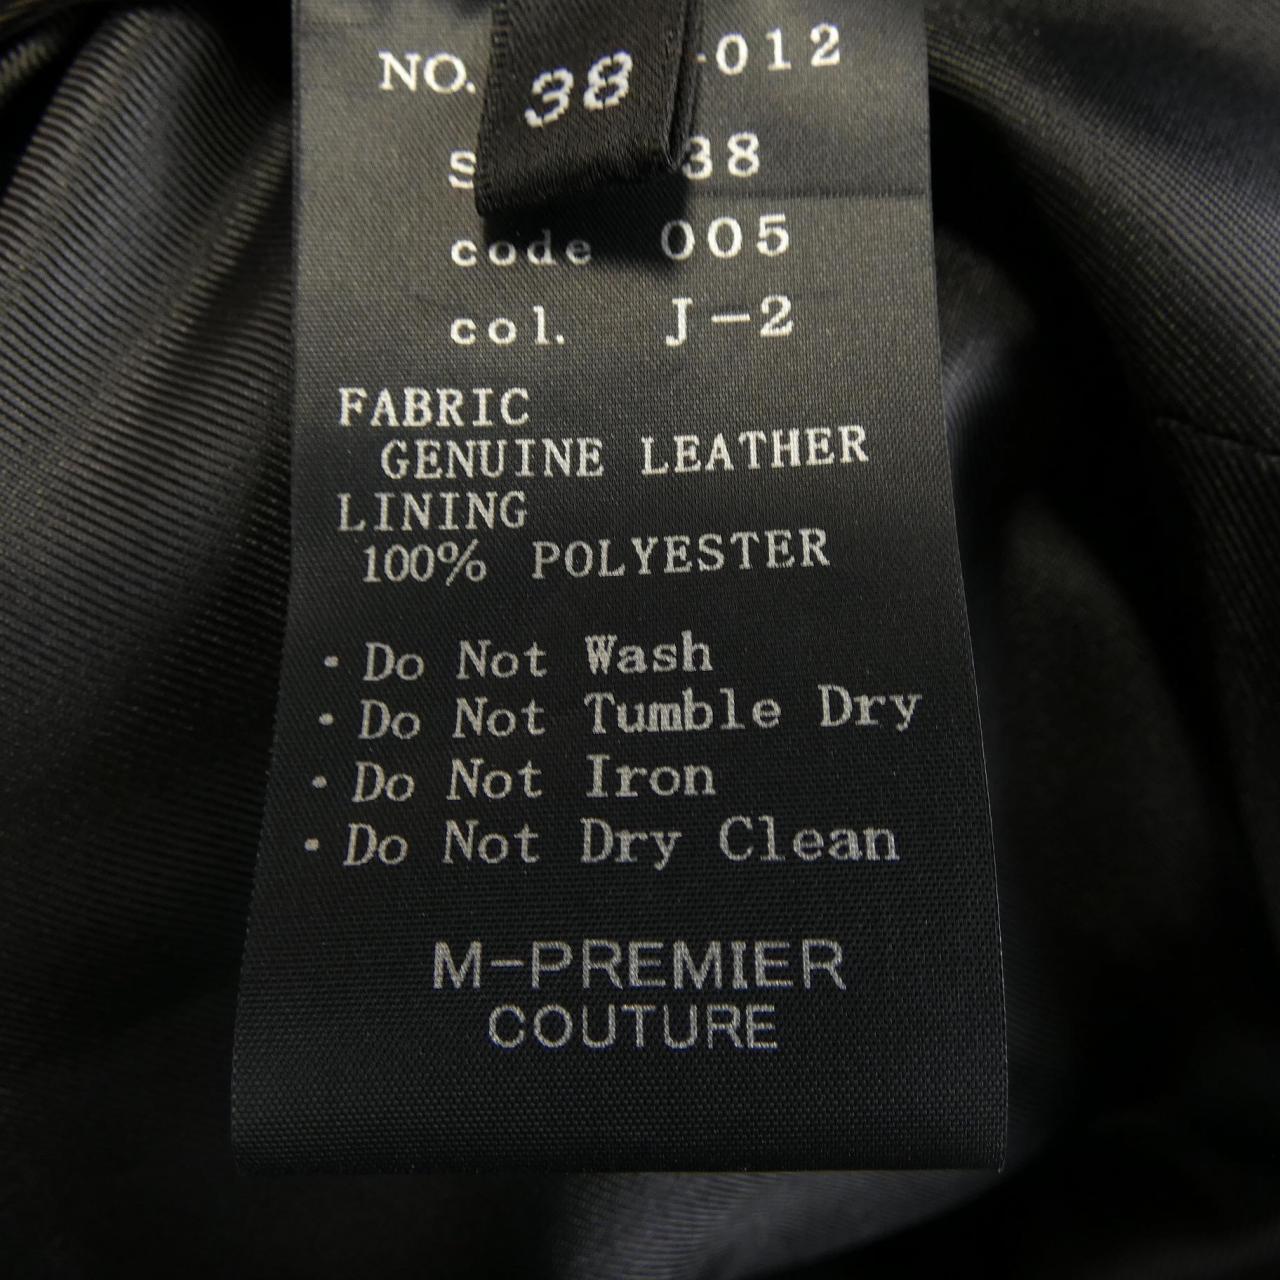 NO. -012
38
38
code 005
col. J-2
FABRIC
GENUINE LEATHER
LINING
100% POLYESTER
・Do Not Wash
・Do Not Tumble Dry
・Do Not Iron
・Do Not Dry Clean
M-PREMIER
COUTURE